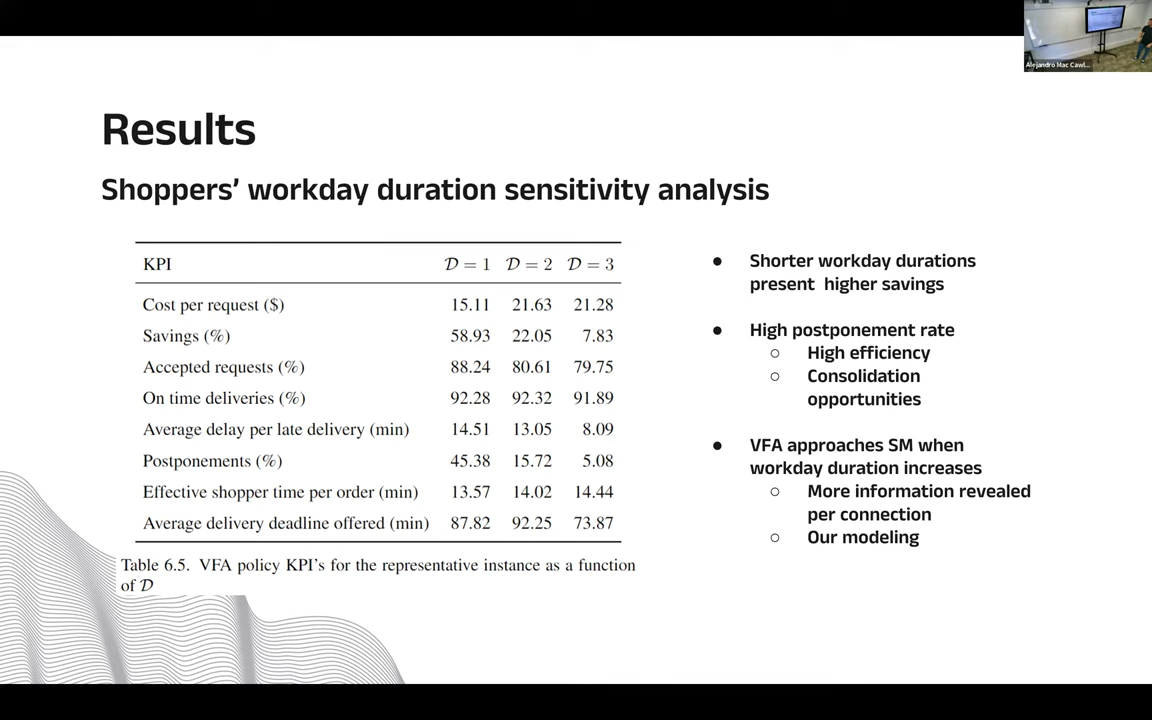 Alejandro Mac Cawl...
Results
Shoppers' workday duration sensitivity analysis
KPI 𝒟 = 1 𝒟 = 2 𝒟 = 3
Cost per request ($) 15.11 21.63 21.28
Savings (%) 58.93 22.05 7.83
Accepted requests (%) 88.24 80.61 79.75
On time deliveries (%) 92.28 92.32 91.89
Average delay per late delivery (min) 14.51 13.05 8.09
Postponements (%) 45.38 15.72 5.08
Effective shopper time per order (min) 13.57 14.02 14.44
Average delivery deadline offered (min) 87.82 92.25 73.87
Table 6.5. VFA policy KPI's for the representative instance as a function
of 𝒟
● Shorter workday durations
present higher savings
● High postponement rate
○ High efficiency
○ Consolidation
opportunities
● VFA approaches SM when
workday duration increases
○ More information revealed
per connection
○ Our modeling